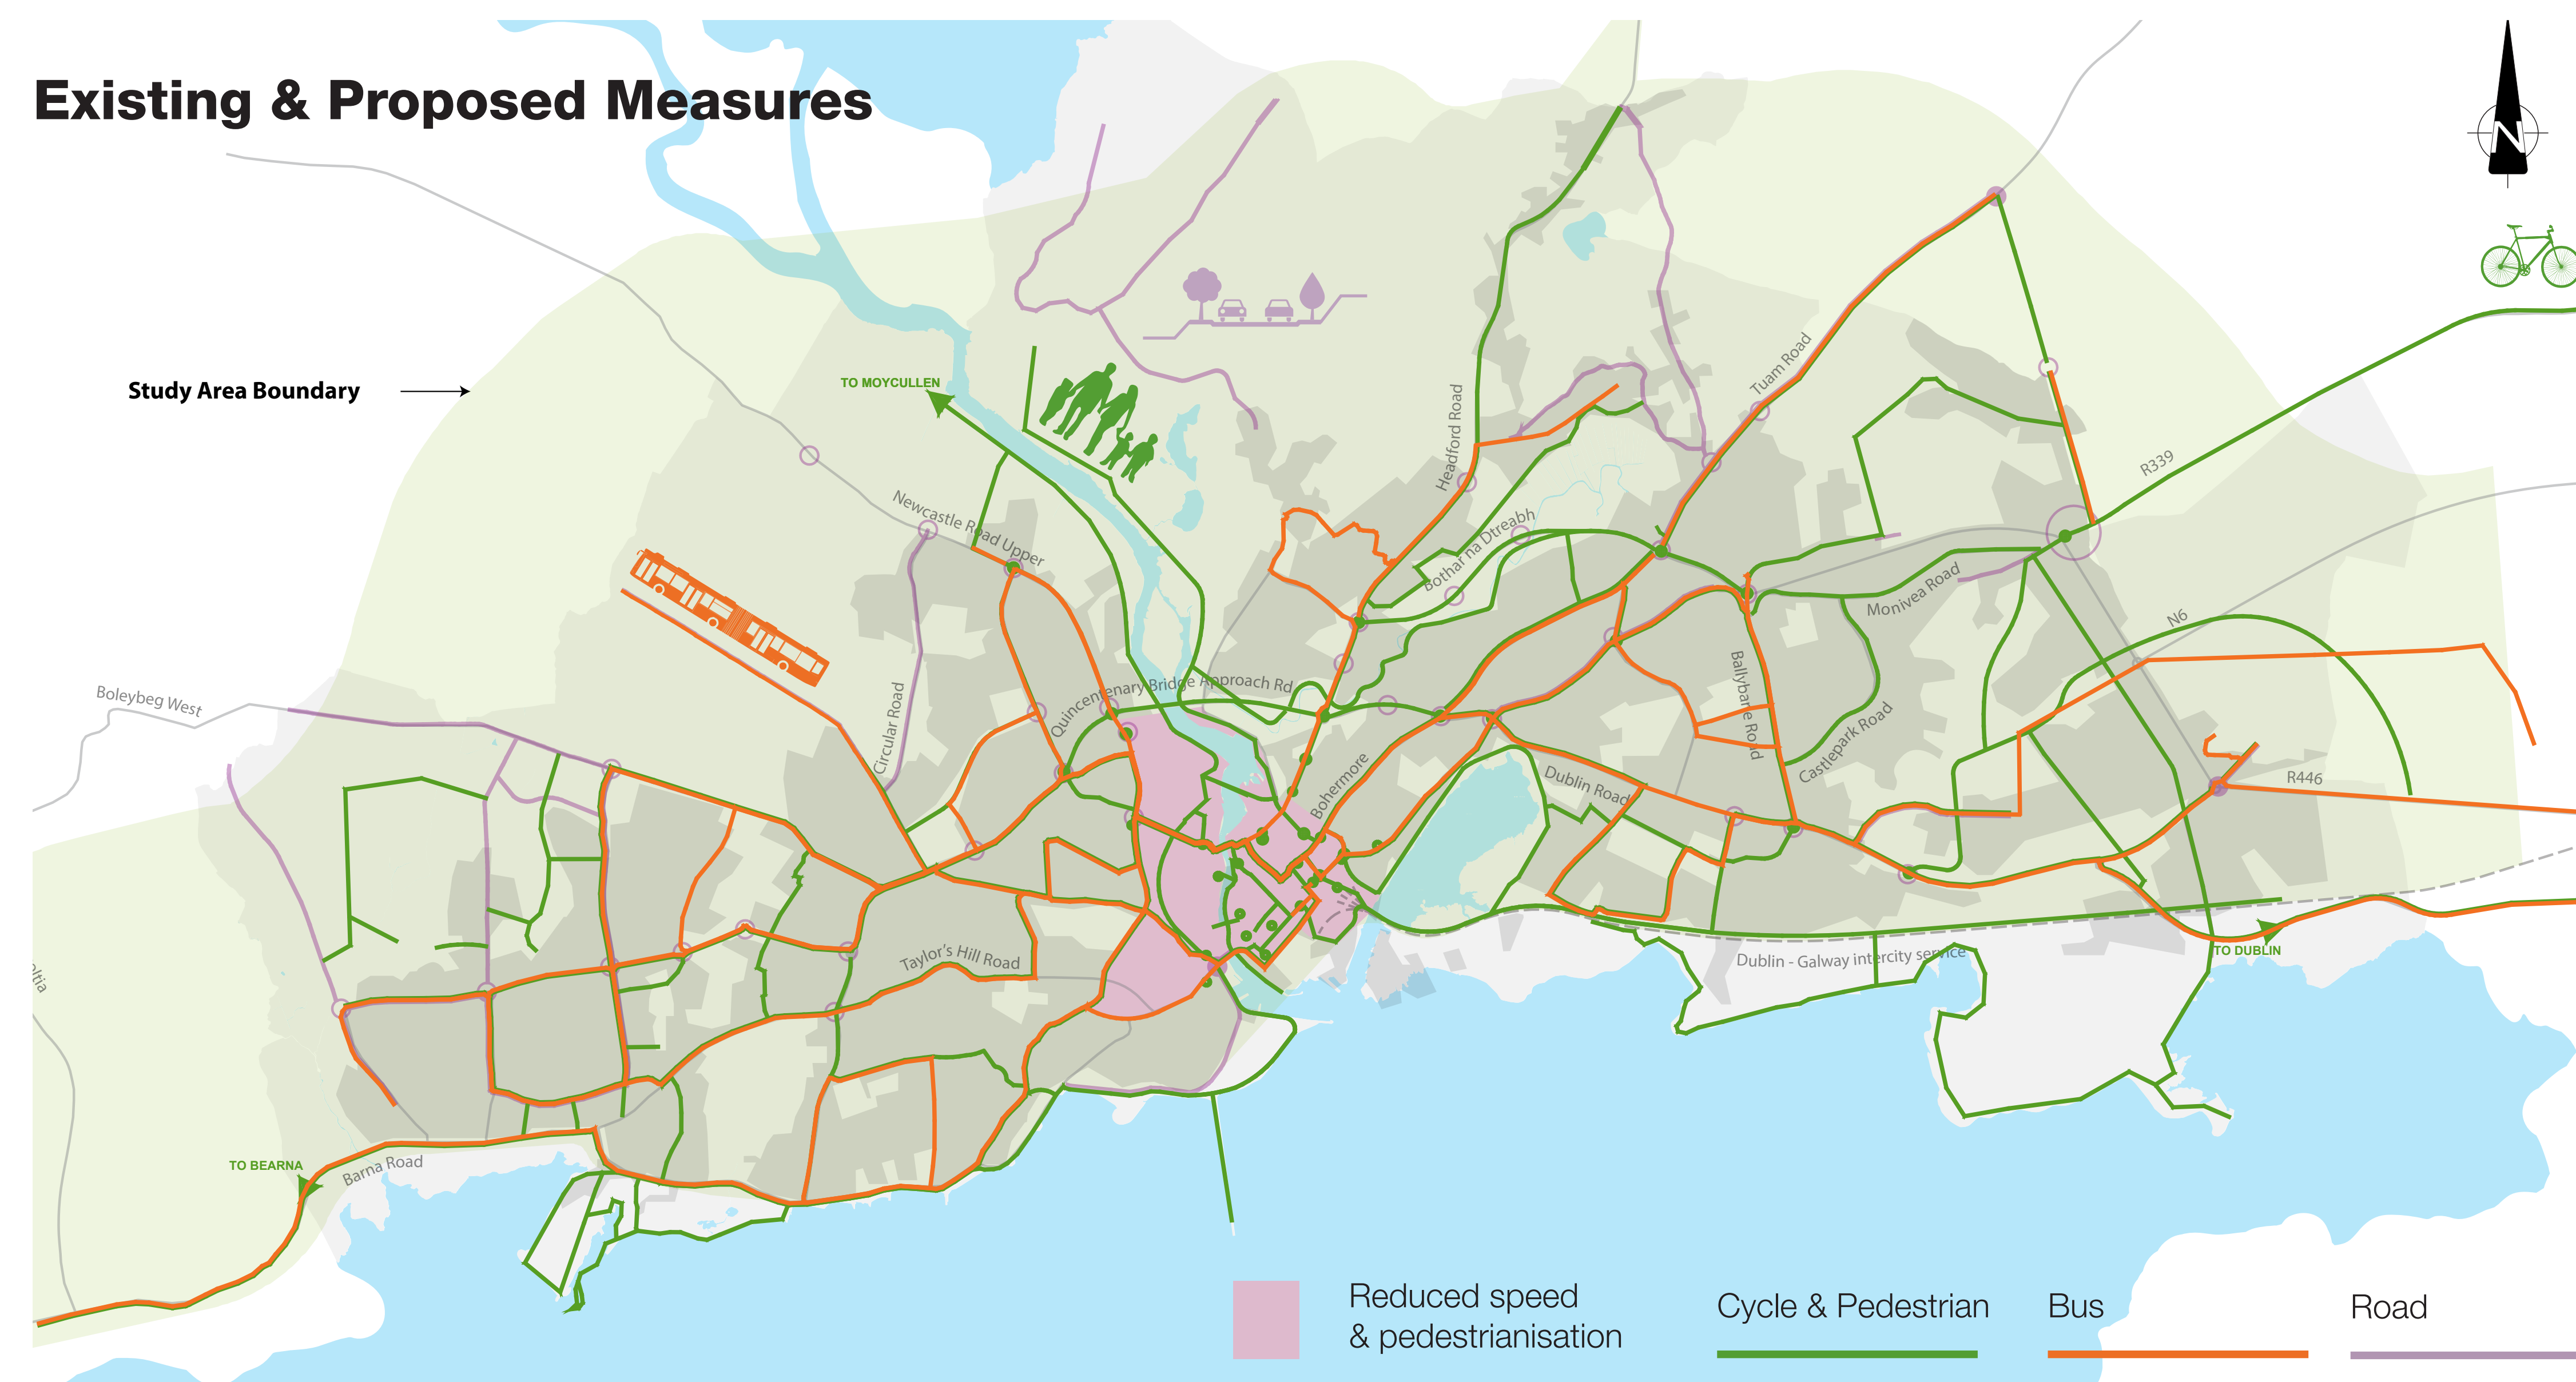 Existing & Proposed Measures
N
Study Area Boundary
TO MOYCULLEN
Tuam Road
Headford Road
R339
Newcastle Road Upper
Bothar na Dtreabh
Monivea Road
N6
Boleybeg West
Circular Road
Quincentenary Bridge Approach Rd
Ballybane Road
Castlepark Road
Bohermore
Dublin Road
R446
Taylor's Hill Road
Dublin - Galway intercity service
TO DUBLIN
oltia
TO BEARNA
Barna Road
Reduced speed
& pedestrianisation
Cycle & Pedestrian
Bus
Road